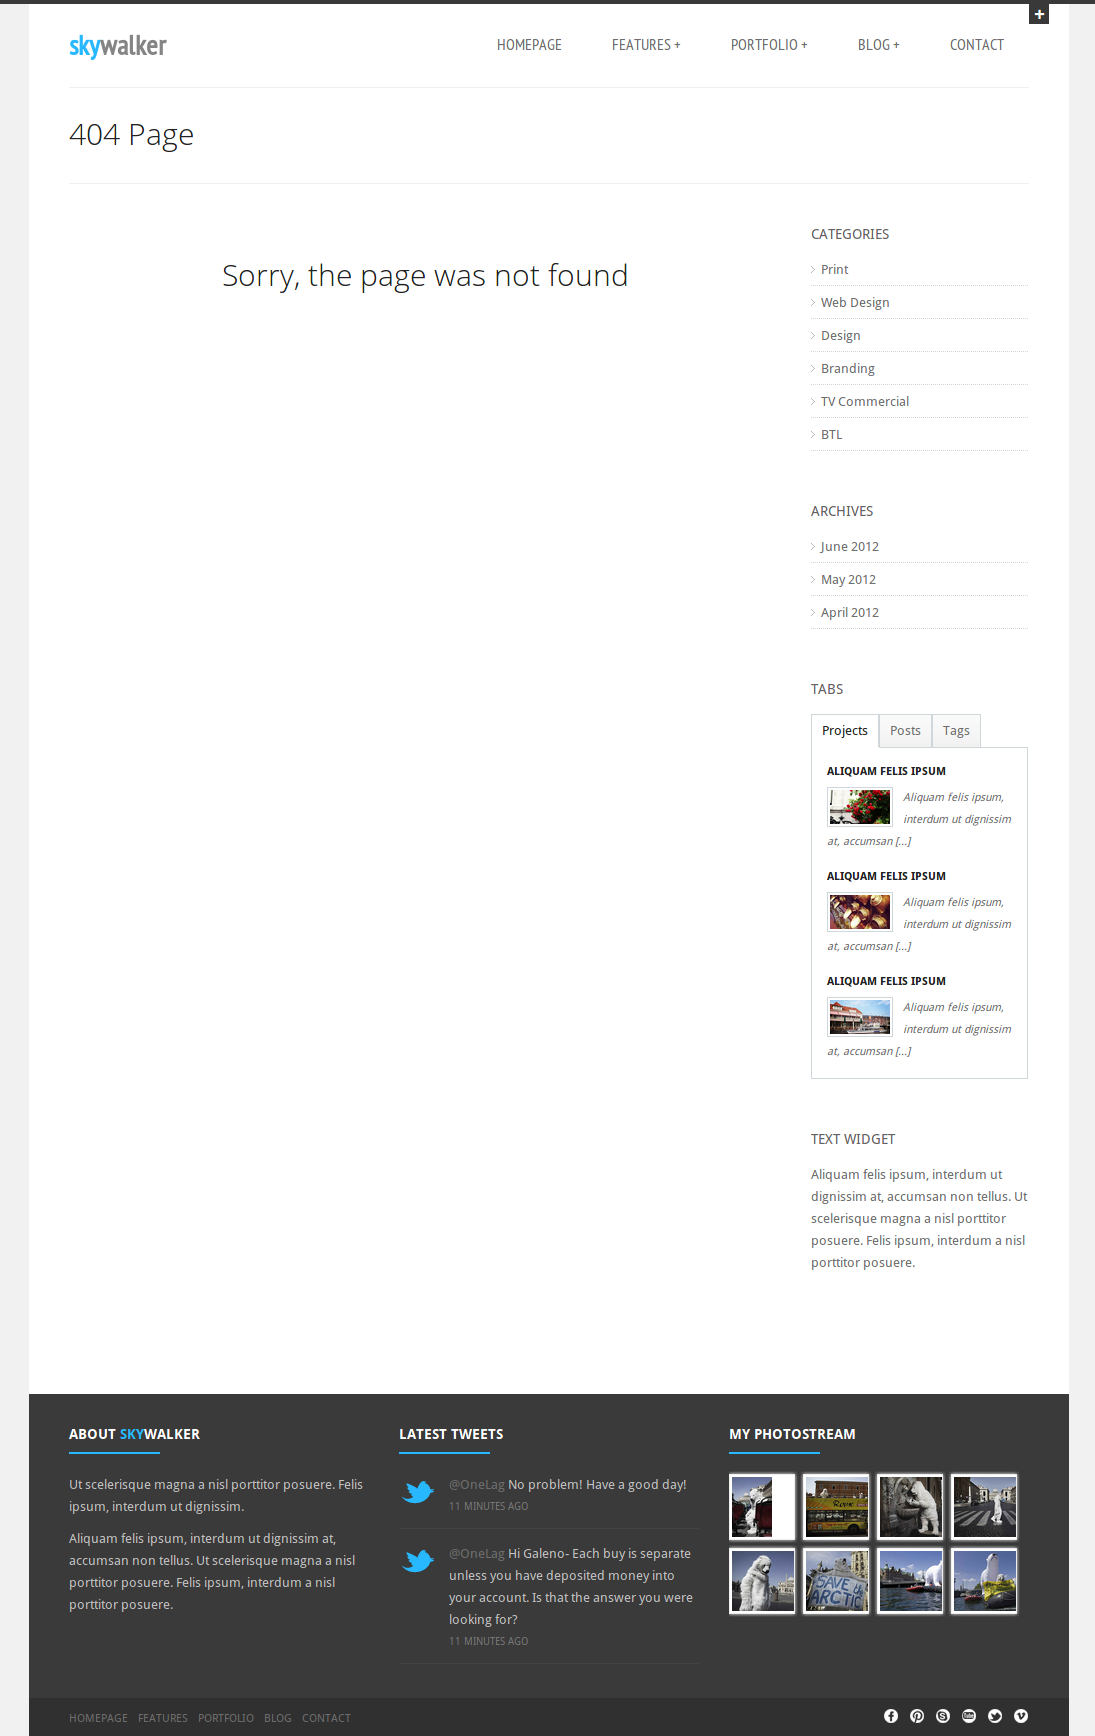 +
skywalker
HOMEPAGE FEATURES + PORTFOLIO + BLOG + CONTACT
404 Page
Sorry, the page was not found
CATEGORIES
Print
Web Design
Design
Branding
TV Commercial
BTL
ARCHIVES
June 2012
May 2012
April 2012
TABS
Projects Posts Tags
ALIQUAM FELIS IPSUM
Aliquam felis ipsum,
interdum ut dignissim
at, accumsan [...]
ALIQUAM FELIS IPSUM
Aliquam felis ipsum,
interdum ut dignissim
at, accumsan [...]
ALIQUAM FELIS IPSUM
Aliquam felis ipsum,
interdum ut dignissim
at, accumsan [...]
TEXT WIDGET
Aliquam felis ipsum, interdum ut
dignissim at, accumsan non tellus. Ut
scelerisque magna a nisl porttitor
posuere. Felis ipsum, interdum a nisl
porttitor posuere.
ABOUT SKYWALKER
Ut scelerisque magna a nisl porttitor posuere. Felis
ipsum, interdum ut dignissim.
Aliquam felis ipsum, interdum ut dignissim at,
accumsan non tellus. Ut scelerisque magna a nisl
porttitor posuere. Felis ipsum, interdum a nisl
porttitor posuere.
LATEST TWEETS
@OneLag No problem! Have a good day!
11 MINUTES AGO
@OneLag Hi Galeno- Each buy is separate
unless you have deposited money into
your account. Is that the answer you were
looking for?
11 MINUTES AGO
MY PHOTOSTREAM
SAVE the
ARCTIC
HOMEPAGE FEATURES PORTFOLIO BLOG CONTACT